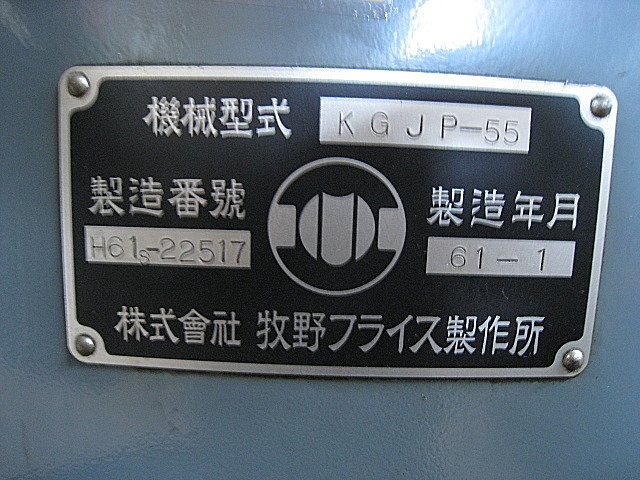 機械型式 KGJP-55
製造番號 製造年月
H61S-22517 61-1
株式會社 牧野フライス製作所